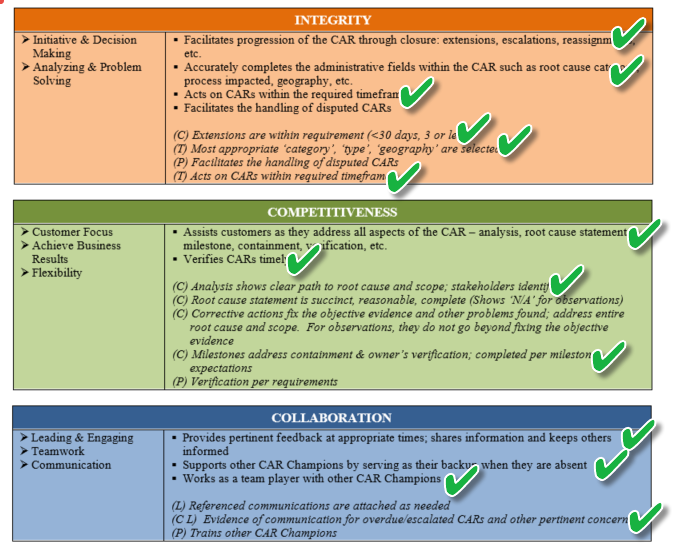 INTEGRITY
➢ Initiative & Decision Making
➢ Analyzing & Problem Solving
▪ Facilitates progression of the CAR through closure: extensions, escalations, etc.
▪ Accurately completes the administrative fields within the CAR such as root cause
process impacted, geography, etc.
▪ Acts on CARs within the required
▪ Facilitates the handling of disputed CARs
(C) Extensions are within requirement (<30 days, 3 or
(T) Most appropriate ‘category’, ‘type’, ‘geography’ are selected
(P) Facilitates the handling of disputed CARs
(T) Acts on CARs within required
COMPETITIVENESS
➢ Customer Focus
➢ Achieve Business
Results
➢ Flexibility
▪ Assists customers as they address all aspects of the CAR – analysis, root cause statement
milestone, containment, verification, etc.
▪ Verifies CARs timely
(C) Analysis shows clear path to root cause and scope; stakeholders
(C) Root cause statement is succinct, reasonable, complete (Shows ‘N/A’ for observations)
(C) Corrective actions fix the objective evidence and other problems found; address entire
root cause and scope. For observations, they do not go beyond fixing the objective
evidence
(C) Milestones address containment & owner’s verification; completed per
expectations
(P) Verification per requirements
COLLABORATION
➢ Leading & Engaging
➢ Teamwork
➢ Communication
▪ Provides pertinent feedback at appropriate times; shares information and keeps others
informed
▪ Supports other CAR Champions by serving as their backup when they are absent
▪ Works as a team player with other CAR Champions
(L) Referenced communications are attached as needed
(C L) Evidence of communication for overdue/escalated CARs and other pertinent
(P) Trains other CAR Champions